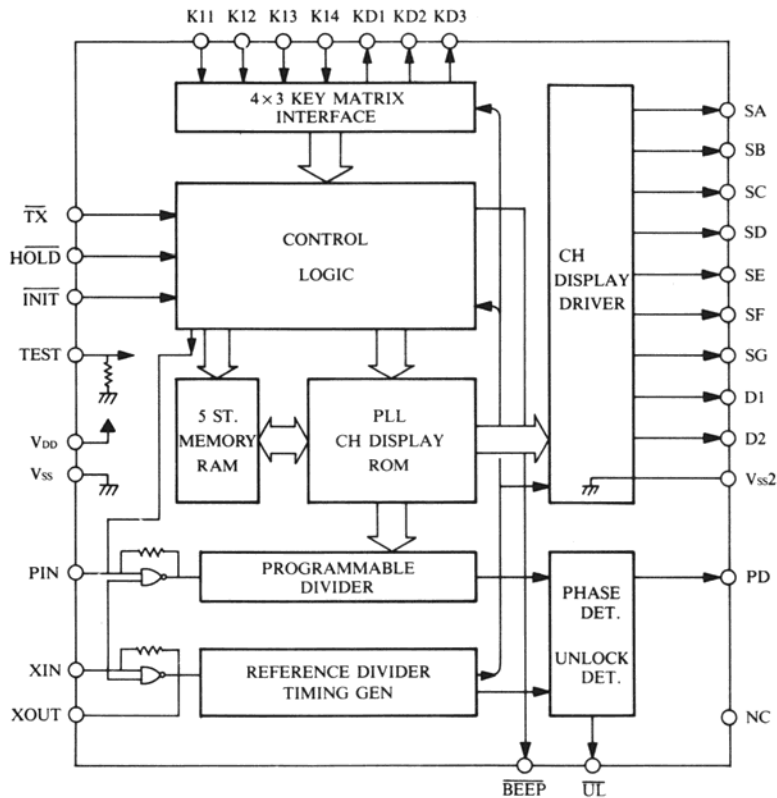 K11 K12 K13 K14 KD1 KD2 KD3
4×3 KEY MATRIX
INTERFACE
CONTROL
LOGIC
TX
HOLD
INIT
TEST
VDD
VSS
5 ST.
MEMORY
RAM
PLL
CH DISPLAY
ROM
CH
DISPLAY
DRIVER
SA
SB
SC
SD
SE
SF
SG
D1
D2
VSS2
PIN
PROGRAMMABLE
DIVIDER
PHASE
DET.
UNLOCK
DET.
PD
XIN
XOUT
REFERENCE DIVIDER
TIMING GEN
NC
BEEP
UL